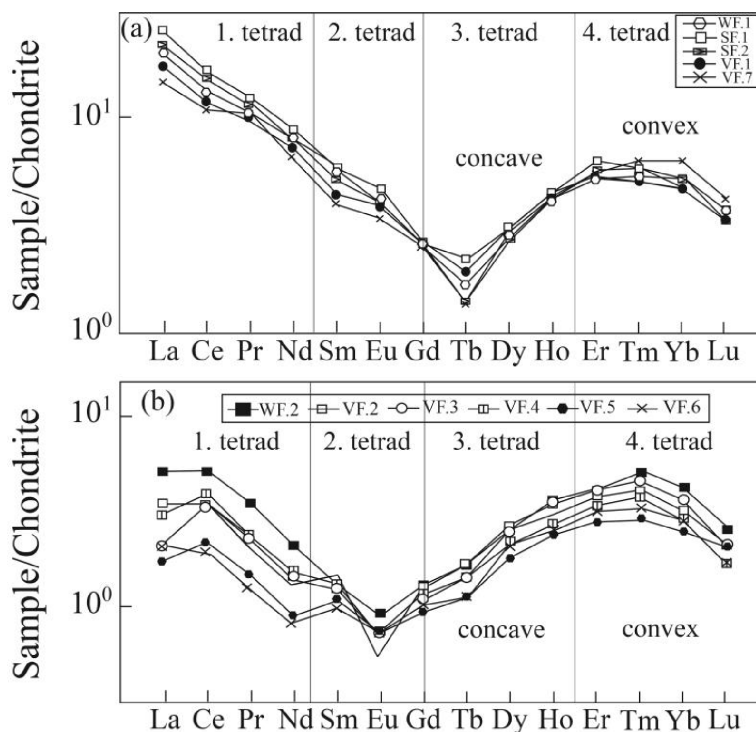 (a)
1. tetrad 2. tetrad 3. tetrad 4. tetrad
WF.1
SF.1
SF.2
VF.1
VF.7
concave
convex
Sample/Chondrite
10¹
10⁰
La Ce Pr Nd Sm Eu Gd Tb Dy Ho Er Tm Yb Lu
(b)
WF.2 VF.2 VF.3 VF.4 VF.5 VF.6
1. tetrad 2. tetrad 3. tetrad 4. tetrad
concave convex
Sample/Chondrite
10¹
10⁰
La Ce Pr Nd Sm Eu Gd Tb Dy Ho Er Tm Yb Lu